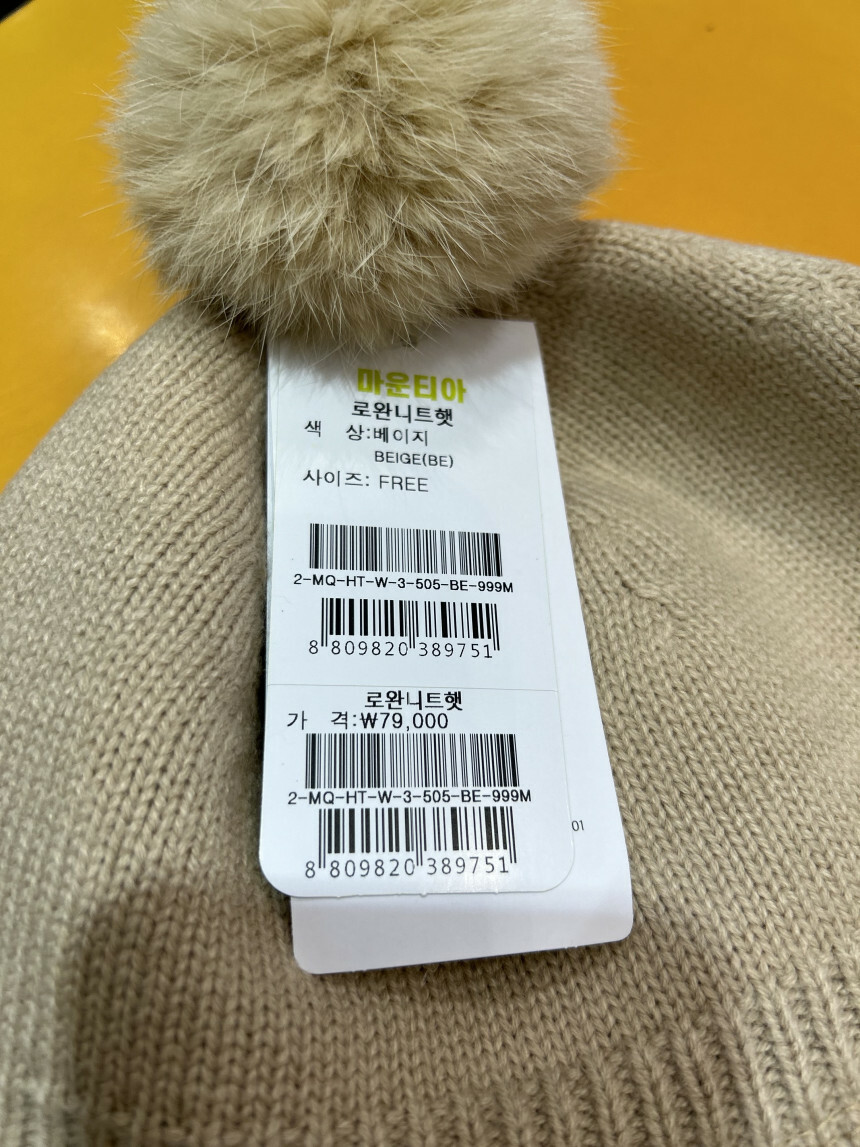 마운티아
로완니트햇
색 상:베이지
BEIGE(BE)
사이즈: FREE
2-MQ-HT-W-3-505-BE-999M
8 809820 389751
로완니트햇
가 격:₩79,000
2-MQ-HT-W-3-505-BE-999M
8 809820 389751
01